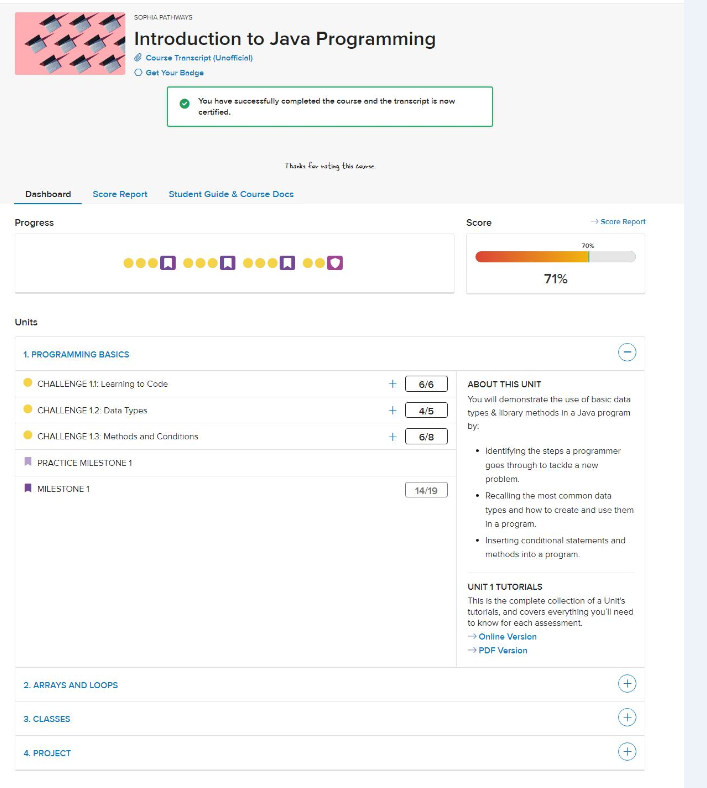 SOPHIA PATHWAYS
Introduction to Java Programming
Course Transcript (Unofficial)
Get Your Badge
You have successfully completed the course and the transcript is now
certified.
Thanks for rating this course
Dashboard
Score Report
Student Guide & Course Docs
Progress
Score
Score Report
70%
71%
Units
1. PROGRAMMING BASICS
CHALLENGE 1.1: Learning to Code
6/6
CHALLENGE 1.2: Data Types
4/5
CHALLENGE 1.3: Methods and Conditions
6/8
PRACTICE MILESTONE 1
MILESTONE 1
14/19
ABOUT THIS UNIT
You will demonstrate the use of basic data
types & library methods in a Java program
by:
• Identifying the steps a programmer
goes through to tackle a new
problem.
• Recalling the most common data
types and how to create and use them
in a program.
• Inserting conditional statements and
methods into a program.
UNIT 1 TUTORIALS
This is the complete collection of a Unit's
tutorials, and covers everything you'll need
to know for each assessment.
Online Version
PDF Version
2. ARRAYS AND LOOPS
3. CLASSES
4. PROJECT